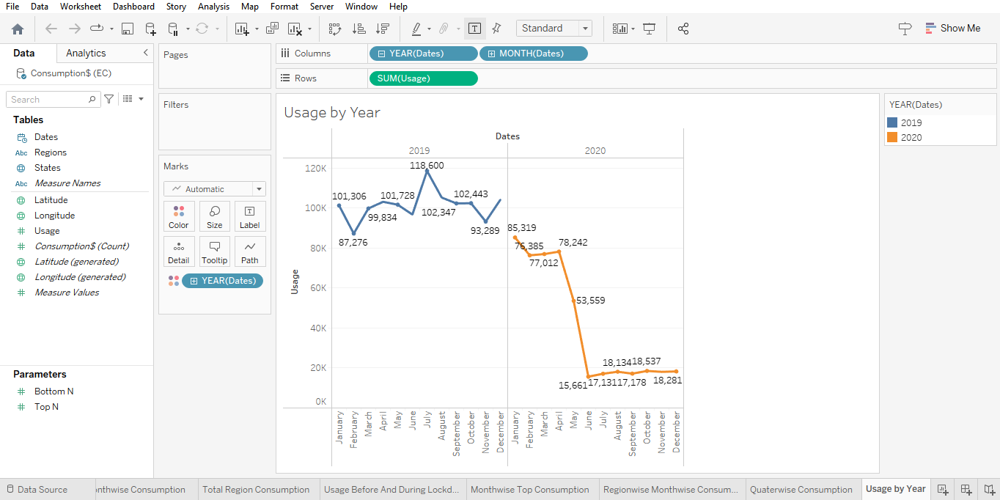 File Data Worksheet Dashboard Story Analysis Map Format Server Window Help
Standard
Show Me
Data Analytics
Consumption$ (EC)
Search
Tables
Dates
Abc Regions
States
Abc Measure Names
Latitude
Longitude
Usage
Consumption$ (Count)
Latitude (generated)
Longitude (generated)
Measure Values
Parameters
Bottom N
Top N
Pages
Filters
Marks
Automatic
Color Size Label
Detail Tooltip Path
YEAR(Dates)
Columns YEAR(Dates) MONTH(Dates)
Rows SUM(Usage)
Usage by Year
Dates
2019 2020
Usage
120K
100K
80K
60K
40K
20K
0K
101,306
87,276
99,834
101,728
118,600
102,347
102,443
93,289
85,319
76,385
77,012
78,242
53,559
15,661
17,131
18,134
17,178
18,537
18,281
January February March April May June July August September October November December January February March April May June July August September October November December
YEAR(Dates)
2019
2020
Data Source onthwise Consumption Total Region Consumption Usage Before And During Lockd... Monthwise Top Consumption Regionwise Monthwise Consum... Quaterwise Consumption Usage by Year